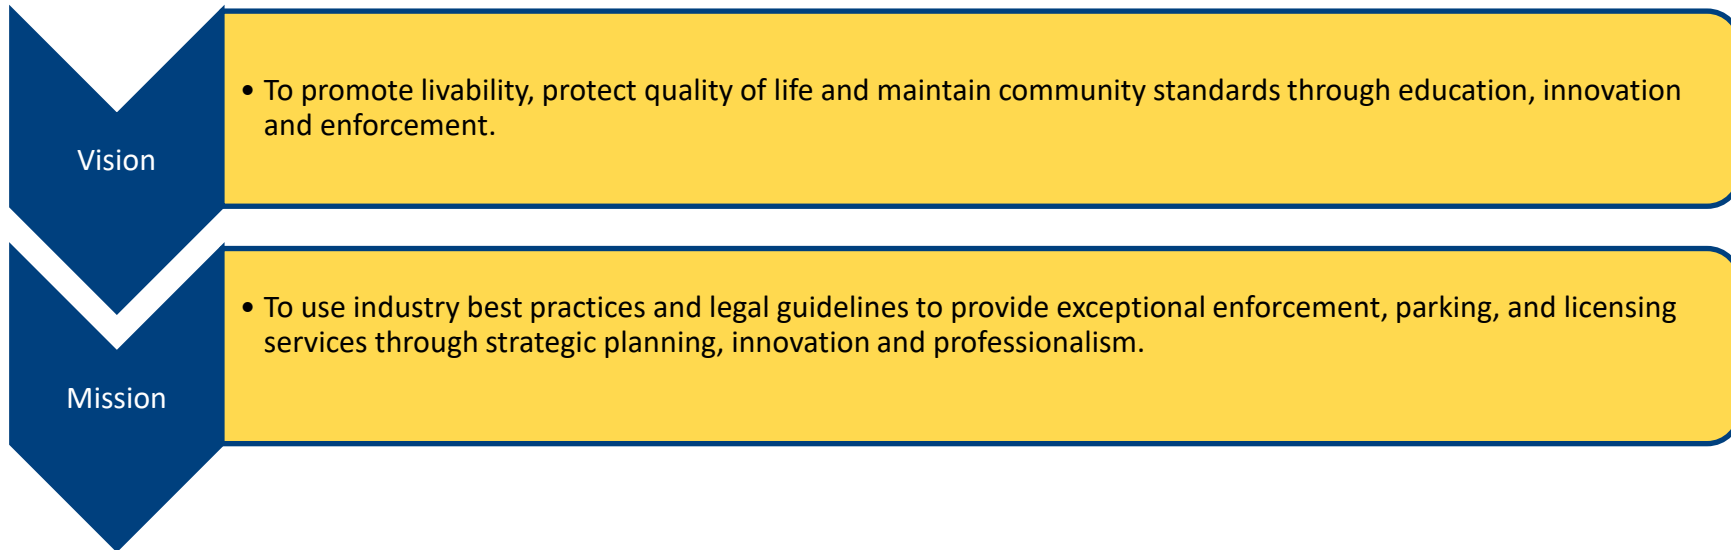 Vision
• To promote livability, protect quality of life and maintain community standards through education, innovation
and enforcement.
Mission
• To use industry best practices and legal guidelines to provide exceptional enforcement, parking, and licensing
services through strategic planning, innovation and professionalism.